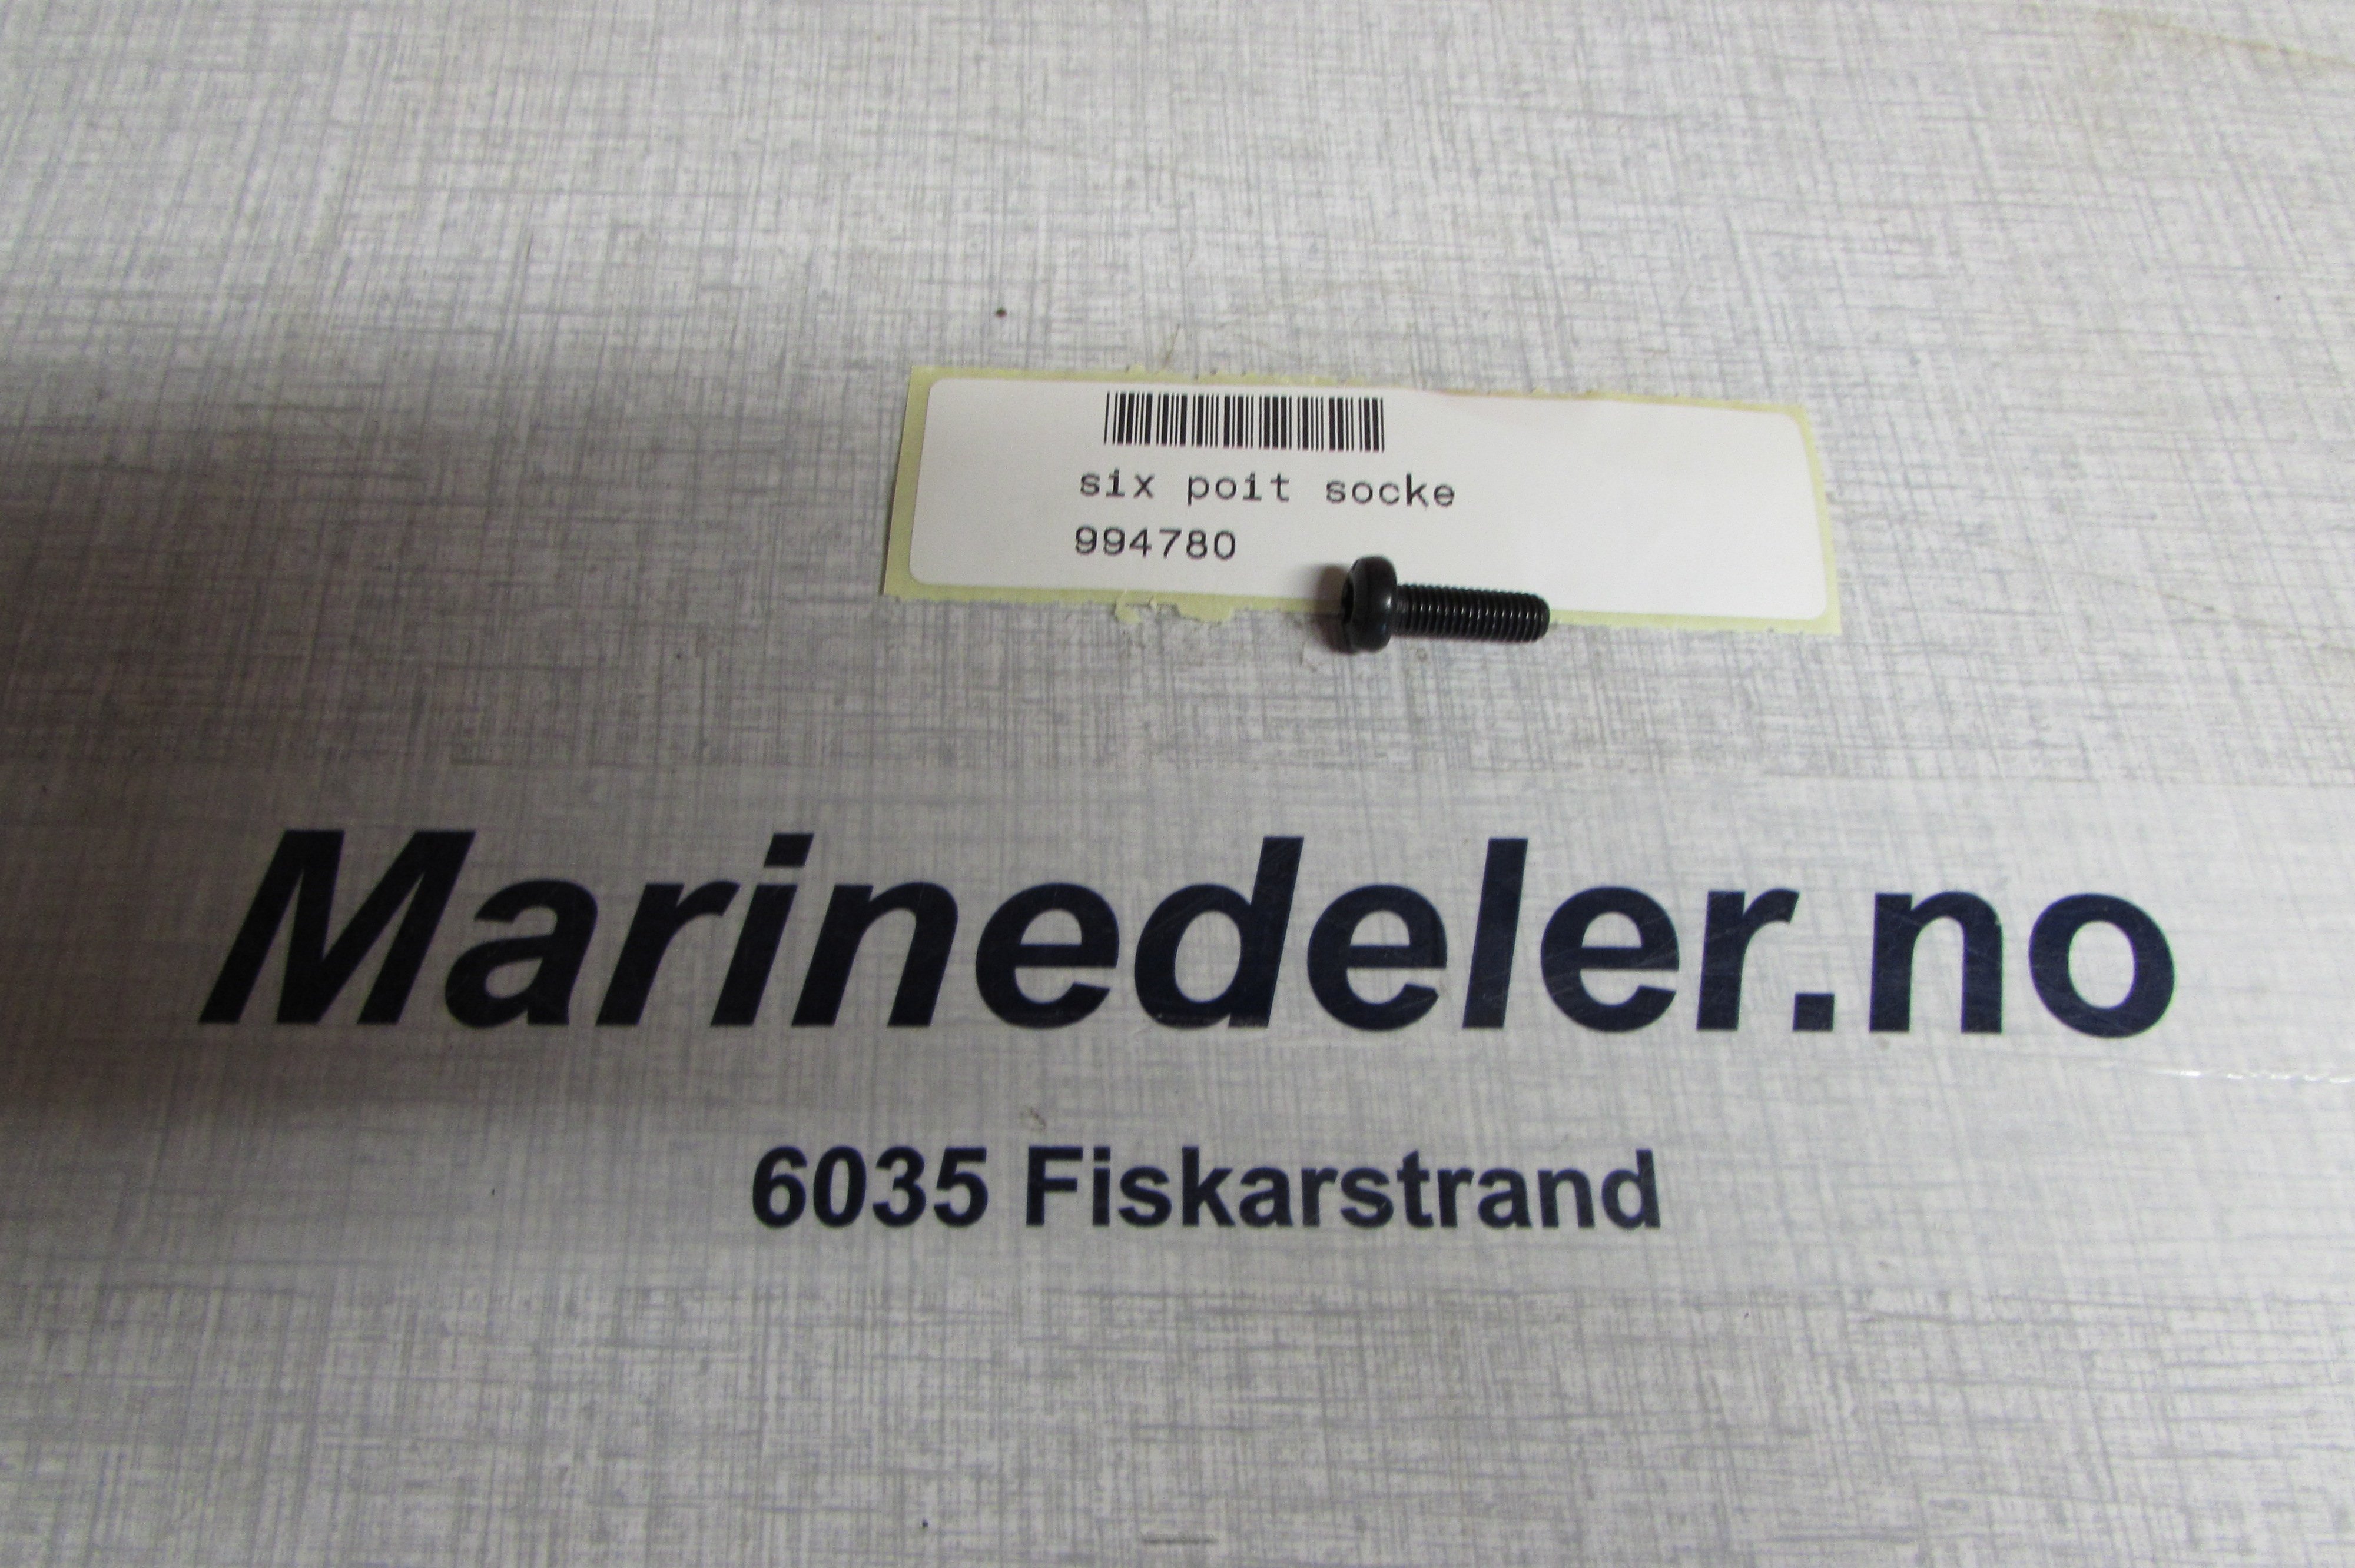 six poit socke
994780
Marinedeler.no
6035 Fiskarstrand